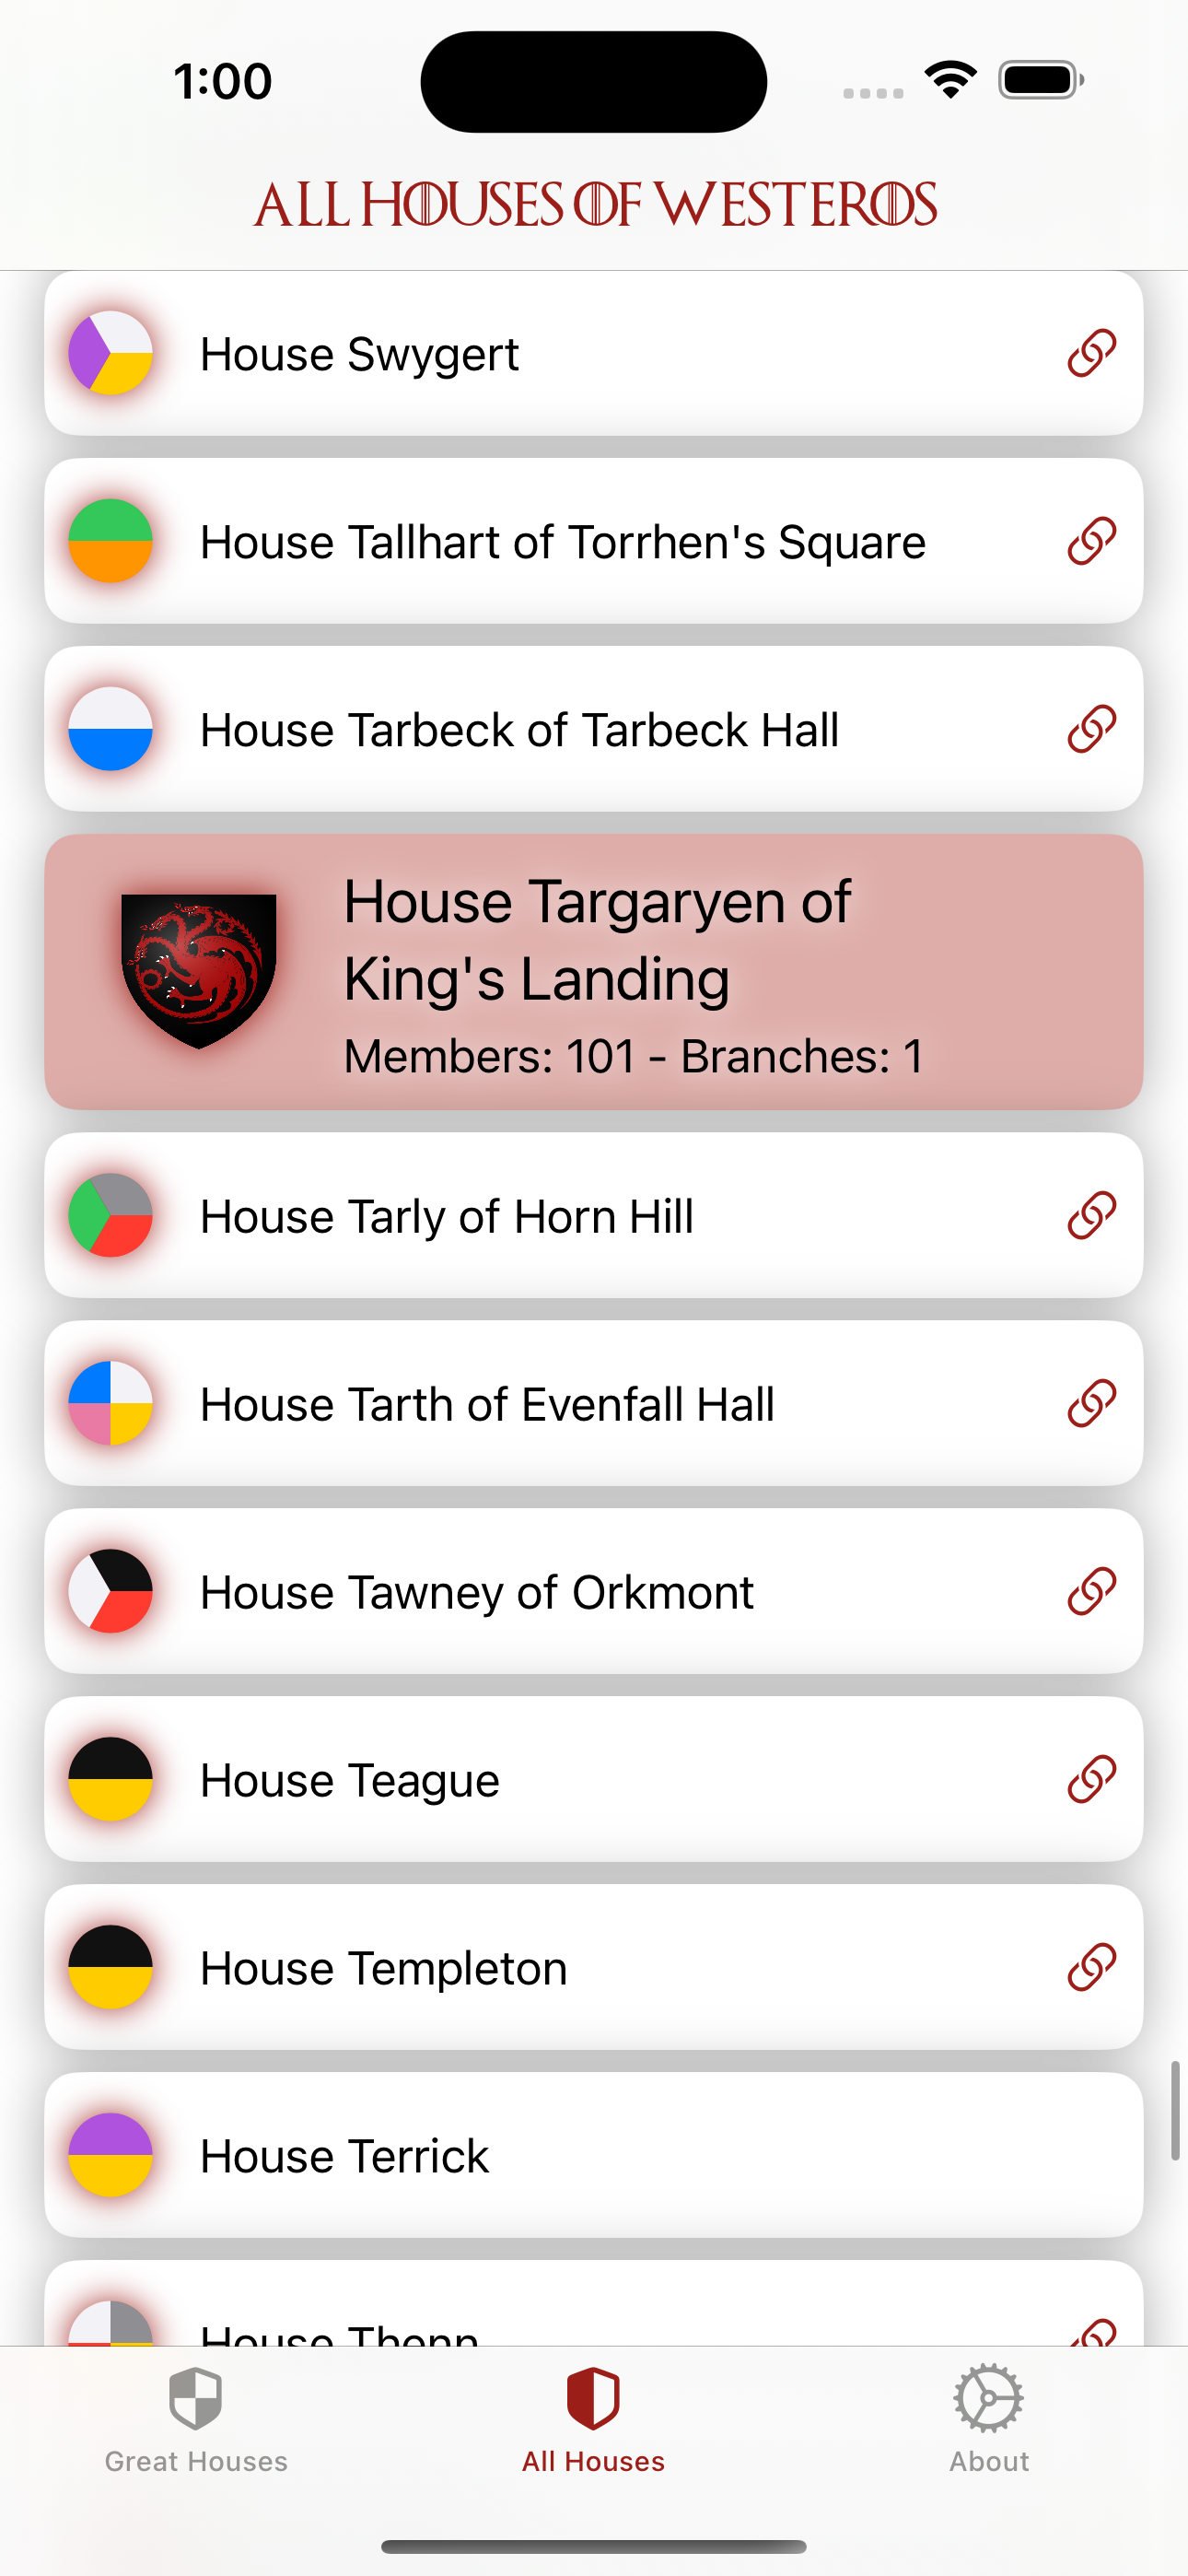 1:00
ALL HOUSES OF WESTEROS
House Swygert
House Tallhart of Torrhen's Square
House Tarbeck of Tarbeck Hall
House Targaryen of
King's Landing
Members: 101 - Branches: 1
House Tarly of Horn Hill
House Tarth of Evenfall Hall
House Tawney of Orkmont
House Teague
House Templeton
House Terrick
House Thenn
Great Houses
All Houses
About